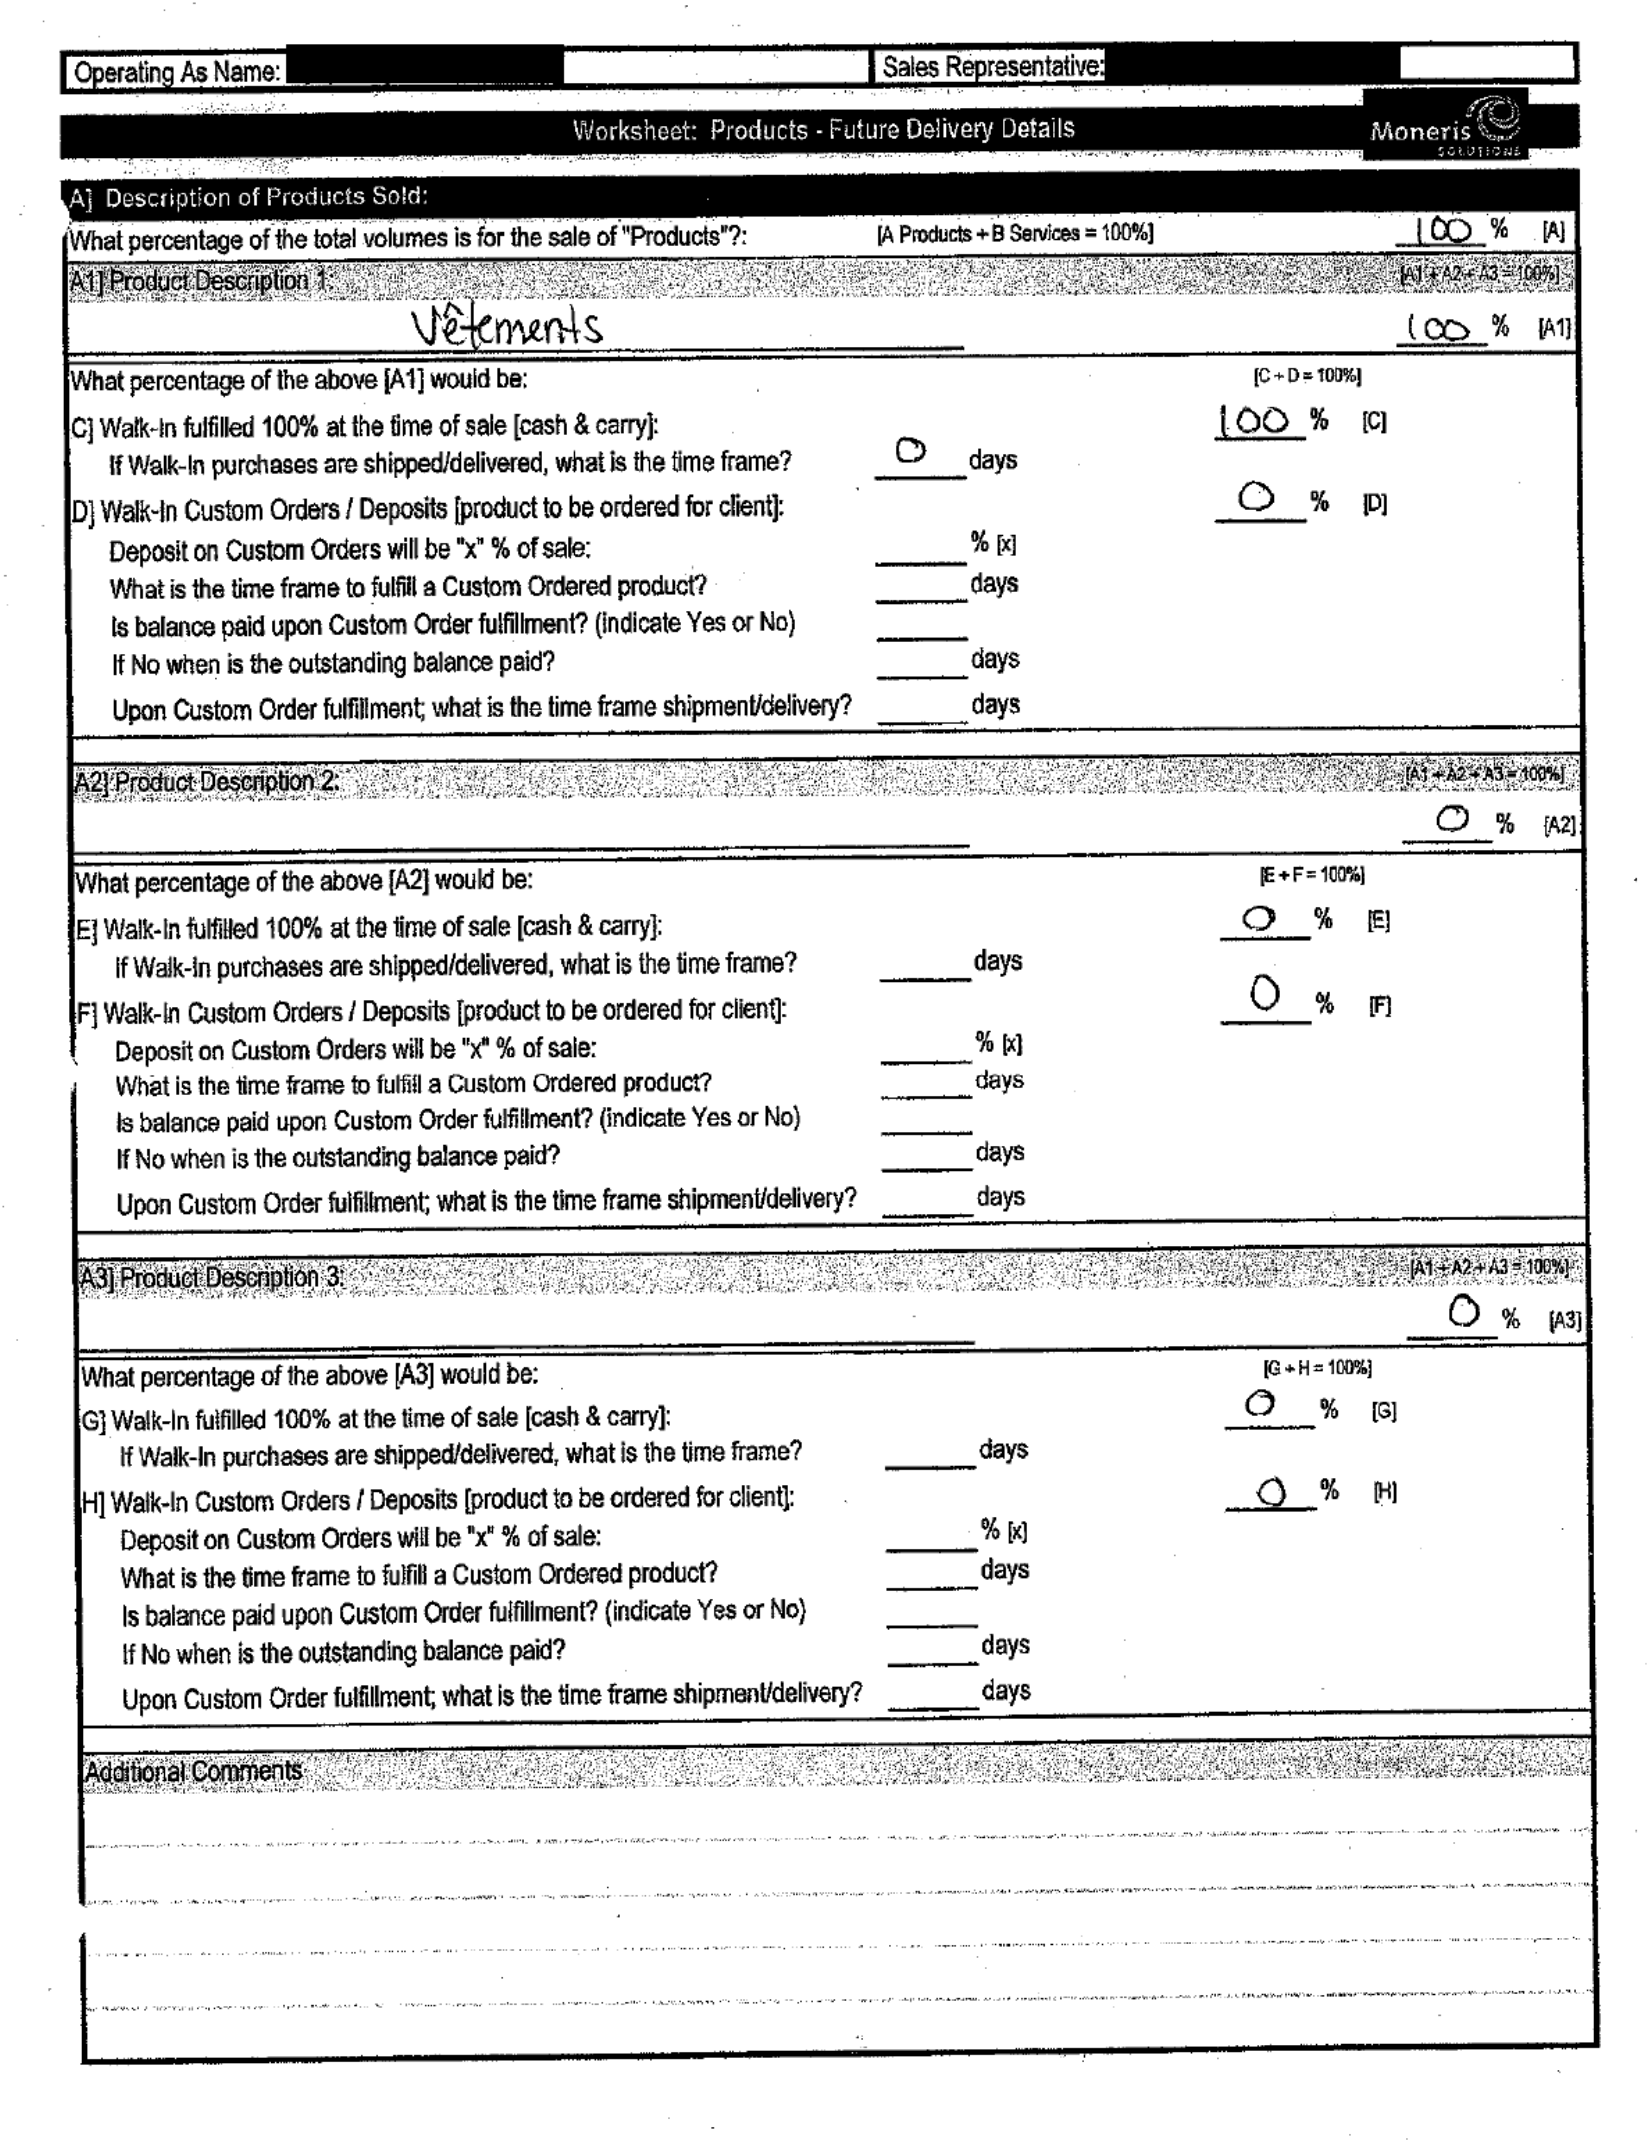 Operating As Name: Sales Representative:
Worksheet: Products - Future Delivery Details
Moneris
SOLUTIONS
A] Description of Products Sold:
What percentage of the total volumes is for the sale of "Products"?: [A Products + B Services = 100%] 100 % [A]
A1] Product Description 1: [A1 + A2 + A3 = 100%]
Vêtements 100 % [A1]
What percentage of the above [A1] would be: [C + D = 100%]
C] Walk-In fulfilled 100% at the time of sale [cash & carry]: 100 % [C]
If Walk-In purchases are shipped/delivered, what is the time frame? 0 days
D] Walk-In Custom Orders / Deposits [product to be ordered for client]: 0 % [D]
Deposit on Custom Orders will be "x" % of sale: % [x]
What is the time frame to fulfill a Custom Ordered product? days
Is balance paid upon Custom Order fulfillment? (indicate Yes or No)
If No when is the outstanding balance paid? days
Upon Custom Order fulfillment; what is the time frame shipment/delivery? days
A2] Product Description 2: [A1 + A2 + A3 = 100%]
0 % [A2]
What percentage of the above [A2] would be: [E + F = 100%]
E] Walk-In fulfilled 100% at the time of sale [cash & carry]: 0 % [E]
If Walk-In purchases are shipped/delivered, what is the time frame? days
F] Walk-In Custom Orders / Deposits [product to be ordered for client]: 0 % [F]
Deposit on Custom Orders will be "x" % of sale: % [x]
What is the time frame to fulfill a Custom Ordered product? days
Is balance paid upon Custom Order fulfillment? (indicate Yes or No)
If No when is the outstanding balance paid? days
Upon Custom Order fulfillment; what is the time frame shipment/delivery? days
A3] Product Description 3: [A1 + A2 + A3 = 100%]
0 % [A3]
What percentage of the above [A3] would be: [G + H = 100%]
G] Walk-In fulfilled 100% at the time of sale [cash & carry]: 0 % [G]
If Walk-In purchases are shipped/delivered, what is the time frame? days
H] Walk-In Custom Orders / Deposits [product to be ordered for client]: 0 % [H]
Deposit on Custom Orders will be "x" % of sale: % [x]
What is the time frame to fulfill a Custom Ordered product? days
Is balance paid upon Custom Order fulfillment? (indicate Yes or No)
If No when is the outstanding balance paid? days
Upon Custom Order fulfillment; what is the time frame shipment/delivery? days
Additional Comments